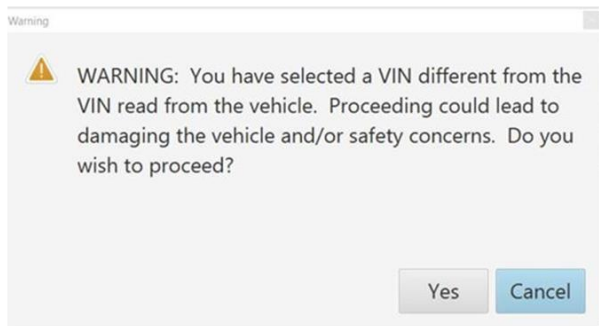 Warning
WARNING: You have selected a VIN different from the
VIN read from the vehicle. Proceeding could lead to
damaging the vehicle and/or safety concerns. Do you
wish to proceed?
Yes Cancel